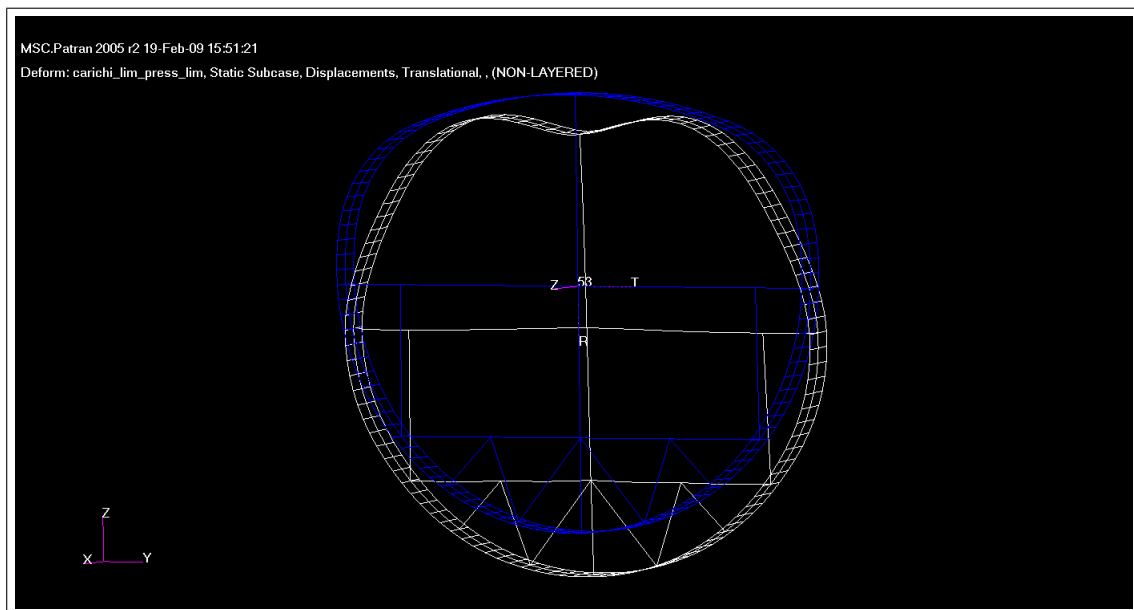 MSC.Patran 2005 r2 19-Feb-09 15:51:21
Deform: carichi_lim_press_lim, Static Subcase, Displacements, Translational, , (NON-LAYERED)
Z 53 T
R
Z
X Y